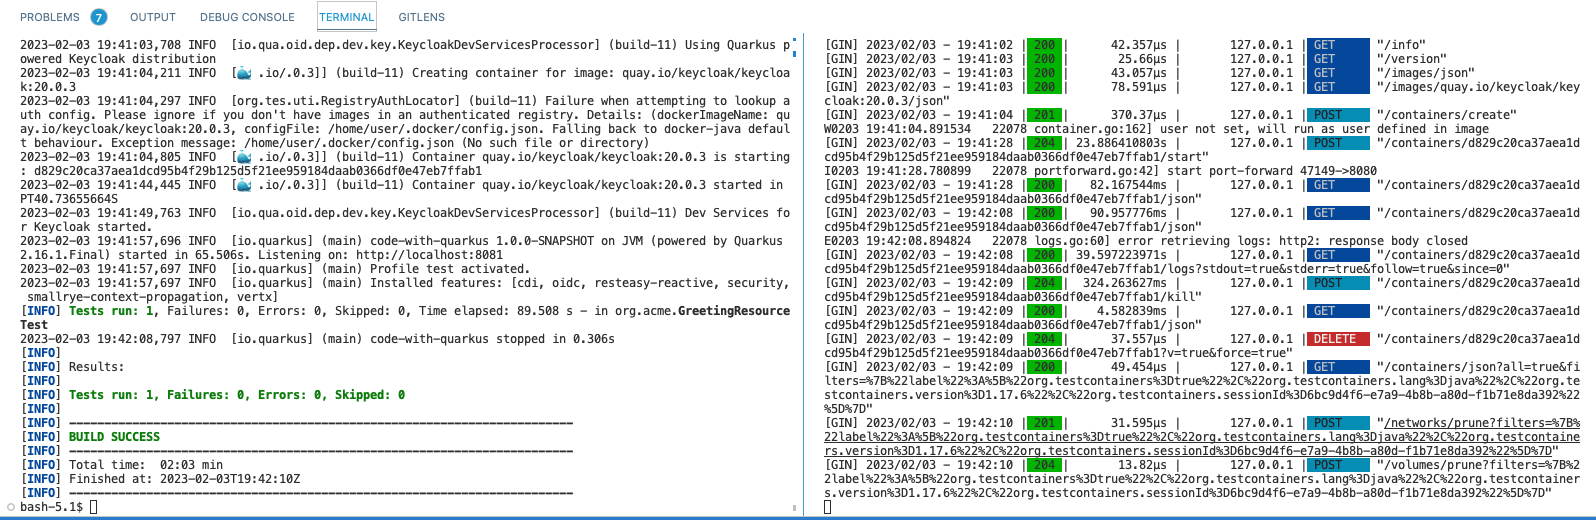 PROBLEMS 7 OUTPUT DEBUG CONSOLE TERMINAL GITLENS
2023-02-03 19:41:03,708 INFO  [io.qua.oid.dep.dev.key.KeycloakDevServicesProcessor] (build-11) Using Quarkus p
owered Keycloak distribution
2023-02-03 19:41:04,211 INFO  [🐳 .io/.0.3]] (build-11) Creating container for image: quay.io/keycloak/keycloa
k:20.0.3
2023-02-03 19:41:04,297 INFO  [org.tes.uti.RegistryAuthLocator] (build-11) Failure when attempting to lookup a
uth config. Please ignore if you don't have images in an authenticated registry. Details: (dockerImageName: qu
ay.io/keycloak/keycloak:20.0.3, configFile: /home/user/.docker/config.json. Falling back to docker-java defaul
t behaviour. Exception message: /home/user/.docker/config.json (No such file or directory)
2023-02-03 19:41:04,805 INFO  [🐳 .io/.0.3]] (build-11) Container quay.io/keycloak/keycloak:20.0.3 is starting
: d829c20ca37aea1dcd95b4f29b125d5f21ee959184daab0366df0e47eb7ffab1
2023-02-03 19:41:44,445 INFO  [🐳 .io/.0.3]] (build-11) Container quay.io/keycloak/keycloak:20.0.3 started in
PT40.73655664S
2023-02-03 19:41:49,763 INFO  [io.qua.oid.dep.dev.key.KeycloakDevServicesProcessor] (build-11) Dev Services fo
r Keycloak started.
2023-02-03 19:41:57,696 INFO  [io.quarkus] (main) code-with-quarkus 1.0.0-SNAPSHOT on JVM (powered by Quarkus
2.16.1.Final) started in 65.506s. Listening on: http://localhost:8081
2023-02-03 19:41:57,697 INFO  [io.quarkus] (main) Profile test activated.
2023-02-03 19:41:57,697 INFO  [io.quarkus] (main) Installed features: [cdi, oidc, resteasy-reactive, security,
 smallrye-context-propagation, vertx]
[INFO] Tests run: 1, Failures: 0, Errors: 0, Skipped: 0, Time elapsed: 89.508 s - in org.acme.GreetingResource
Test
2023-02-03 19:42:08,797 INFO  [io.quarkus] (main) code-with-quarkus stopped in 0.306s
[INFO]
[INFO] Results:
[INFO]
[INFO] Tests run: 1, Failures: 0, Errors: 0, Skipped: 0
[INFO]
[INFO] ------------------------------------------------------------------------
[INFO] BUILD SUCCESS
[INFO] ------------------------------------------------------------------------
[INFO] Total time:  02:03 min
[INFO] Finished at: 2023-02-03T19:42:10Z
[INFO] ------------------------------------------------------------------------
bash-5.1$
[GIN] 2023/02/03 - 19:41:02 | 200 |      42.357µs |       127.0.0.1 | GET      "/info"
[GIN] 2023/02/03 - 19:41:03 | 200 |       25.66µs |       127.0.0.1 | GET      "/version"
[GIN] 2023/02/03 - 19:41:03 | 200 |      43.057µs |       127.0.0.1 | GET      "/images/json"
[GIN] 2023/02/03 - 19:41:03 | 200 |      78.591µs |       127.0.0.1 | GET      "/images/quay.io/keycloak/key
cloak:20.0.3/json"
[GIN] 2023/02/03 - 19:41:04 | 201 |      370.37µs |       127.0.0.1 | POST     "/containers/create"
W0203 19:41:04.891534   22078 container.go:162] user not set, will run as user defined in image
[GIN] 2023/02/03 - 19:41:28 | 204 | 23.886410803s |       127.0.0.1 | POST     "/containers/d829c20ca37aea1d
cd95b4f29b125d5f21ee959184daab0366df0e47eb7ffab1/start"
I0203 19:41:28.780899   22078 portforward.go:42] start port-forward 47149->8080
[GIN] 2023/02/03 - 19:41:28 | 200 |   82.167544ms |       127.0.0.1 | GET      "/containers/d829c20ca37aea1d
cd95b4f29b125d5f21ee959184daab0366df0e47eb7ffab1/json"
[GIN] 2023/02/03 - 19:42:08 | 200 |   90.957776ms |       127.0.0.1 | GET      "/containers/d829c20ca37aea1d
cd95b4f29b125d5f21ee959184daab0366df0e47eb7ffab1/json"
E0203 19:42:08.894824   22078 logs.go:60] error retrieving logs: http2: response body closed
[GIN] 2023/02/03 - 19:42:08 | 200 | 39.597223971s |       127.0.0.1 | GET      "/containers/d829c20ca37aea1d
cd95b4f29b125d5f21ee959184daab0366df0e47eb7ffab1/logs?stdout=true&stderr=true&follow=true&since=0"
[GIN] 2023/02/03 - 19:42:09 | 204 |  324.263627ms |       127.0.0.1 | POST     "/containers/d829c20ca37aea1d
cd95b4f29b125d5f21ee959184daab0366df0e47eb7ffab1/kill"
[GIN] 2023/02/03 - 19:42:09 | 200 |    4.582839ms |       127.0.0.1 | GET      "/containers/d829c20ca37aea1d
cd95b4f29b125d5f21ee959184daab0366df0e47eb7ffab1/json"
[GIN] 2023/02/03 - 19:42:09 | 204 |      37.557µs |       127.0.0.1 | DELETE   "/containers/d829c20ca37aea1d
cd95b4f29b125d5f21ee959184daab0366df0e47eb7ffab1?v=true&force=true"
[GIN] 2023/02/03 - 19:42:09 | 200 |      49.454µs |       127.0.0.1 | GET      "/containers/json?all=true&fi
lters=%7B%22label%22%3A%5B%22org.testcontainers%3Dtrue%22%2C%22org.testcontainers.lang%3Djava%22%2C%22org.te
stcontainers.version%3D1.17.6%22%2C%22org.testcontainers.sessionId%3D6bc9d4f6-e7a9-4b8b-a80d-f1b71e8da392%22
%5D%7D"
[GIN] 2023/02/03 - 19:42:10 | 201 |      31.595µs |       127.0.0.1 | POST     "/networks/prune?filters=%7B%
22label%22%3A%5B%22org.testcontainers%3Dtrue%22%2C%22org.testcontainers.lang%3Djava%22%2C%22org.testcontaine
rs.version%3D1.17.6%22%2C%22org.testcontainers.sessionId%3D6bc9d4f6-e7a9-4b8b-a80d-f1b71e8da392%22%5D%7D"
[GIN] 2023/02/03 - 19:42:10 | 204 |       13.82µs |       127.0.0.1 | POST     "/volumes/prune?filters=%7B%2
2label%22%3A%5B%22org.testcontainers%3Dtrue%22%2C%22org.testcontainers.lang%3Djava%22%2C%22org.testcontainer
s.version%3D1.17.6%22%2C%22org.testcontainers.sessionId%3D6bc9d4f6-e7a9-4b8b-a80d-f1b71e8da392%22%5D%7D"